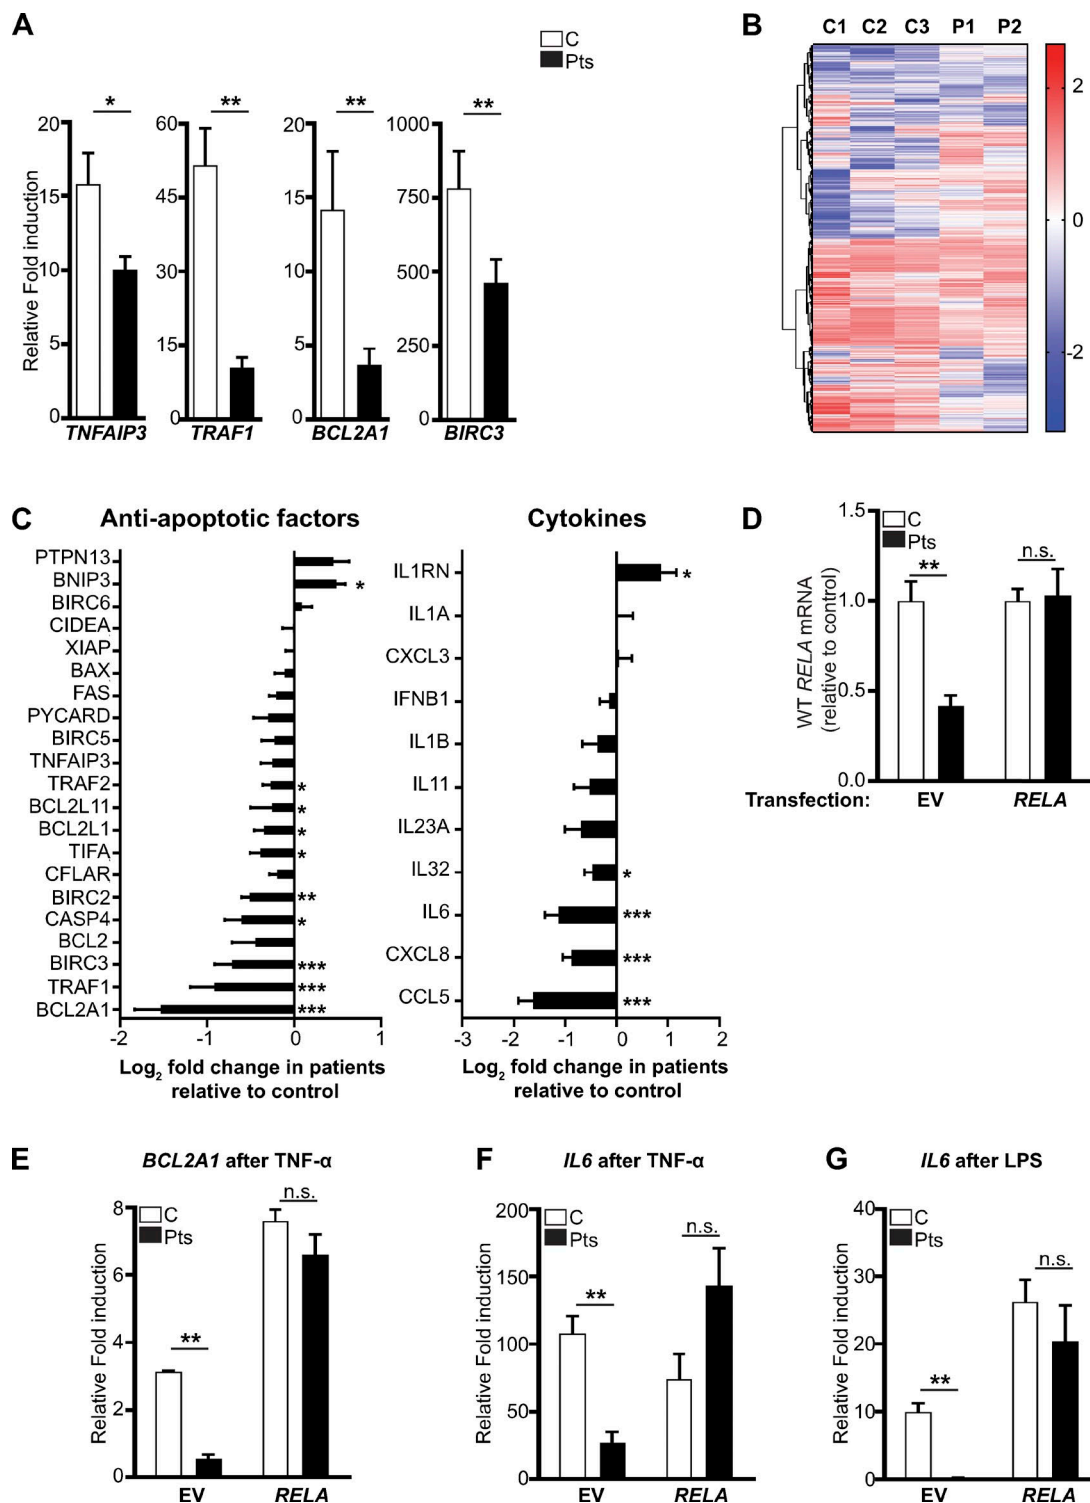 A
C
Pts
* ** ** **
Relative Fold induction
20
15
10
5
0
60
45
30
15
0
20
15
10
5
0
1000
750
500
250
0
TNFAIP3 TRAF1 BCL2A1 BIRC3
B
C1 C2 C3 P1 P2
2
0
-2
C
Anti-apoptotic factors
PTPN13
BNIP3 *
BIRC6
CIDEA
XIAP
BAX
FAS
PYCARD
BIRC5
TNFAIP3
TRAF2 *
BCL2L11 *
BCL2L1 *
TIFA *
CFLAR
BIRC2 **
CASP4 *
BCL2
BIRC3 ***
TRAF1 ***
BCL2A1 ***
-2 -1 0 1
Log2 fold change in patients
relative to control
Cytokines
IL1RN *
IL1A
CXCL3
IFNB1
IL1B
IL11
IL23A
IL32 *
IL6 ***
CXCL8 ***
CCL5 ***
-3 -2 -1 0 1 2
Log2 fold change in patients
relative to control
D
C
Pts
** n.s.
WT RELA mRNA
(relative to control)
1.5
1.0
0.5
0.0
Transfection: EV RELA
E
BCL2A1 after TNF-α
C
Pts
** n.s.
Relative Fold induction
8
6
4
2
0
EV RELA
F
IL6 after TNF-α
C
Pts
** n.s.
Relative Fold induction
200
150
100
50
0
EV RELA
G
IL6 after LPS
C
Pts
** n.s.
Relative Fold induction
40
30
20
10
0
EV RELA